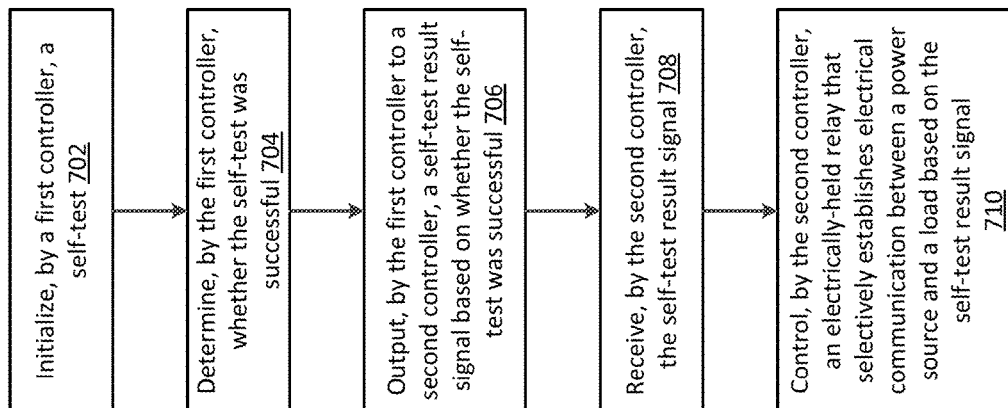 Initialize, by a first controller, a
self-test 702
Determine, by the first controller,
whether the self-test was
successful 704
Output, by the first controller to a
second controller, a self-test result
signal based on whether the self-
test was successful 706
Receive, by the second controller,
the self-test result signal 708
Control, by the second controller,
an electrically-held relay that
selectively establishes electrical
communication between a power
source and a load based on the
self-test result signal
710